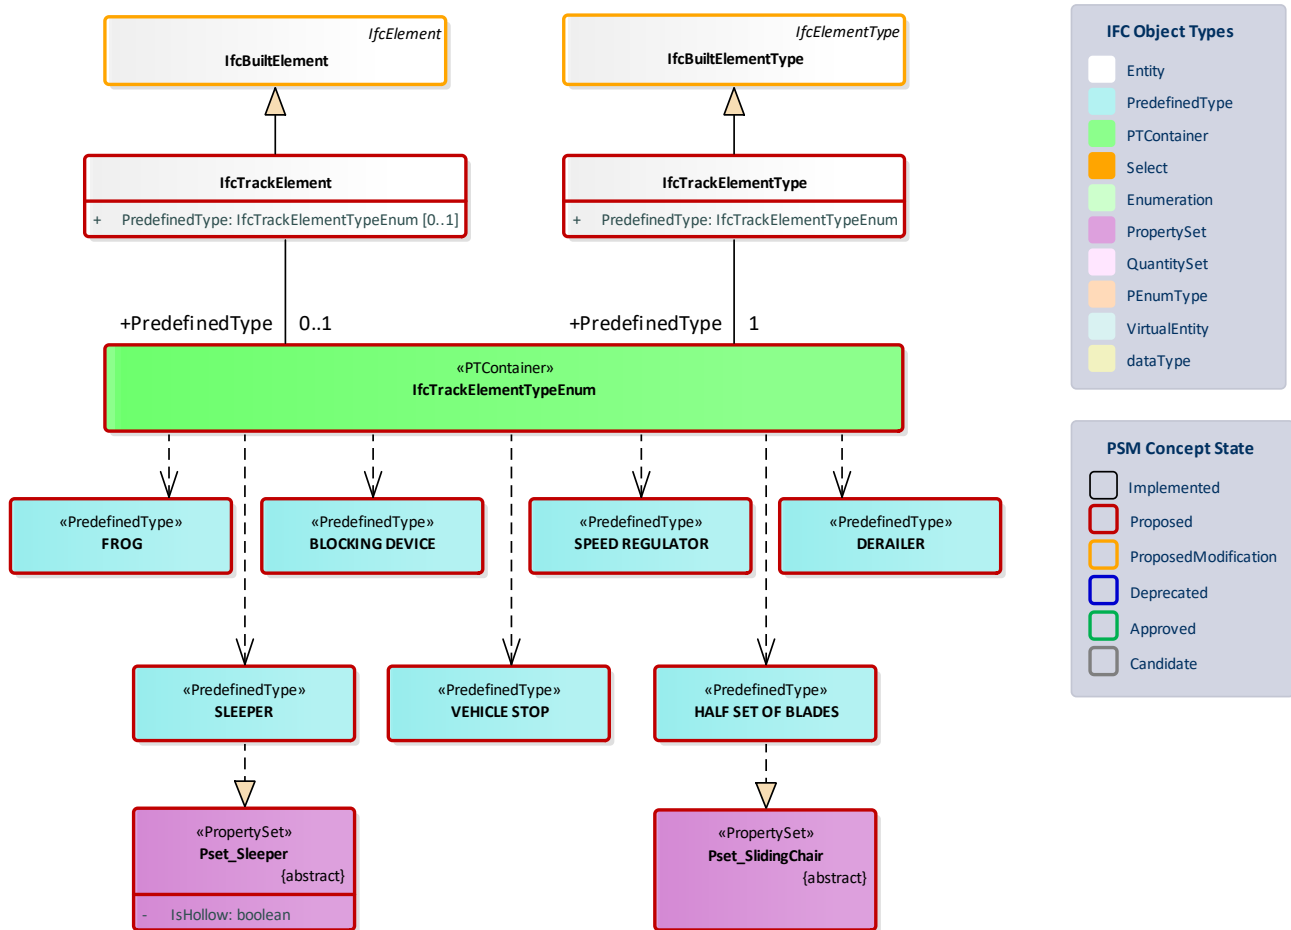 IfcElement
IfcBuiltElement
IfcElementType
IfcBuiltElementType
IfcTrackElement
+ PredefinedType: IfcTrackElementTypeEnum [0..1]
IfcTrackElementType
+ PredefinedType: IfcTrackElementTypeEnum
+PredefinedType 0..1
+PredefinedType 1
«PTContainer»
IfcTrackElementTypeEnum
«PredefinedType»
FROG
«PredefinedType»
BLOCKING DEVICE
«PredefinedType»
SPEED REGULATOR
«PredefinedType»
DERAILER
«PredefinedType»
SLEEPER
«PredefinedType»
VEHICLE STOP
«PredefinedType»
HALF SET OF BLADES
«PropertySet»
Pset_Sleeper
{abstract}
- IsHollow: boolean
«PropertySet»
Pset_SlidingChair
{abstract}
IFC Object Types
Entity
PredefinedType
PTContainer
Select
Enumeration
PropertySet
QuantitySet
PEnumType
VirtualEntity
dataType
PSM Concept State
Implemented
Proposed
ProposedModification
Deprecated
Approved
Candidate